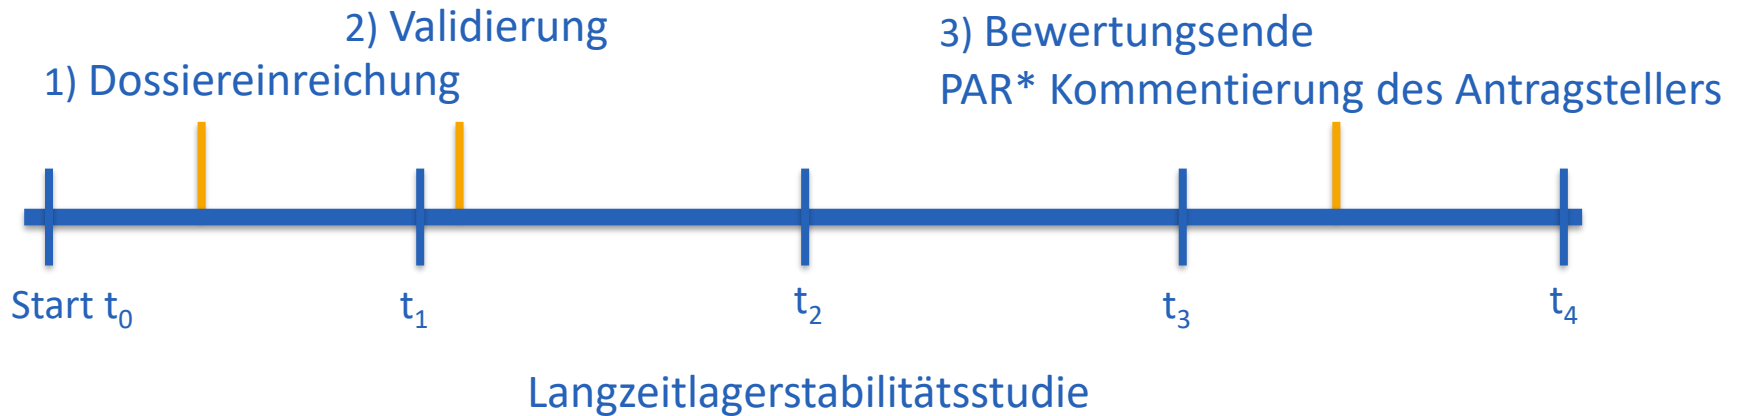 2) Validierung
1) Dossiereinreichung
3) Bewertungsende
PAR* Kommentierung des Antragstellers
Start t₀
t₁
t₂
t₃
t₄
Langzeitlagerstabilitätsstudie